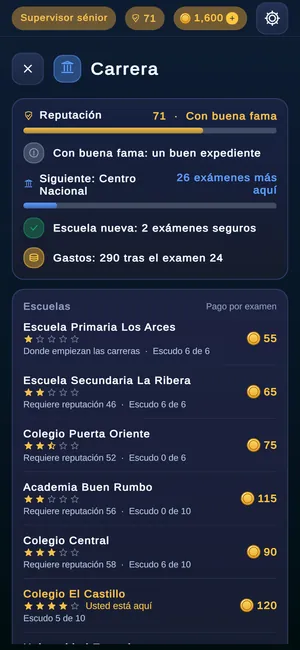 Supervisor sénior 71 1,600 +
Carrera
Reputación 71 · Con buena fama
Con buena fama: un buen expediente
Siguiente: Centro Nacional 26 exámenes más aquí
Escuela nueva: 2 exámenes seguros
Gastos: 290 tras el examen 24
Escuelas Pago por examen
Escuela Primaria Los Arces
55
Donde empiezan las carreras · Escudo 6 de 6
Escuela Secundaria La Ribera
65
Requiere reputación 46 · Escudo 6 de 6
Colegio Puerta Oriente
75
Requiere reputación 52 · Escudo 0 de 6
Academia Buen Rumbo
115
Requiere reputación 56 · Escudo 0 de 10
Colegio Central
90
Requiere reputación 58 · Escudo 6 de 10
Colegio El Castillo
Usted está aquí 120
Escudo 5 de 10